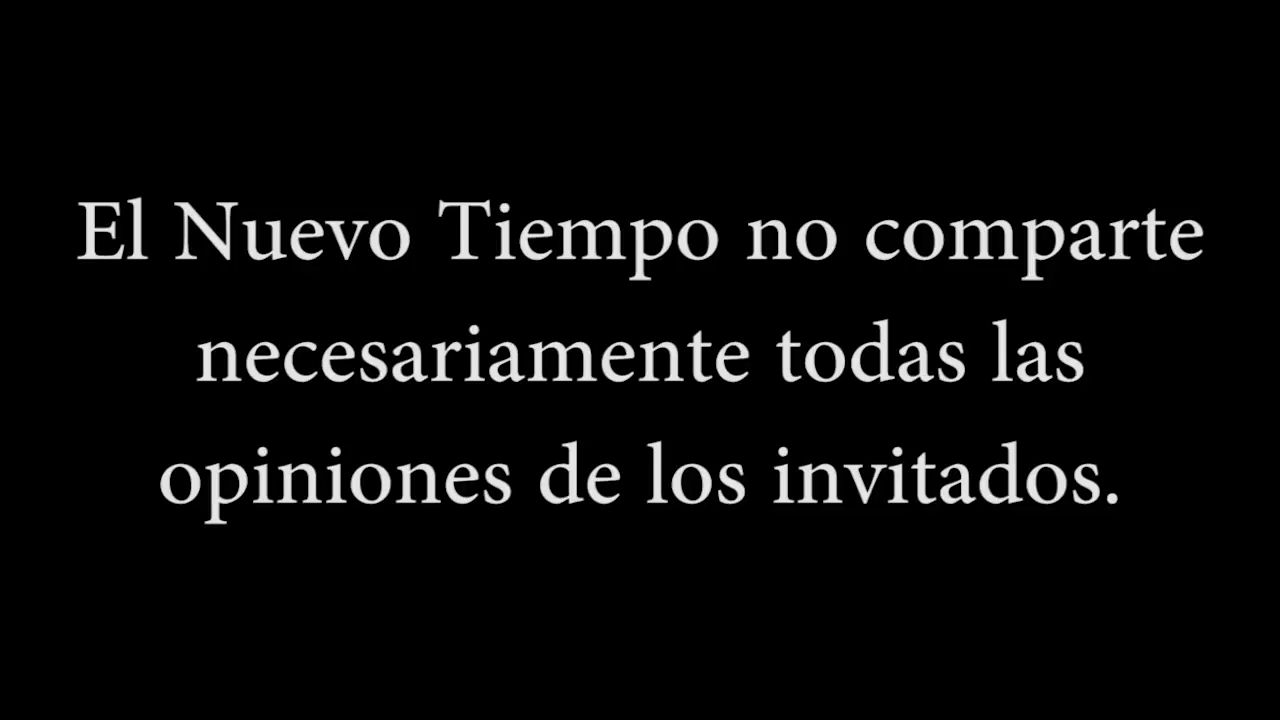 El Nuevo Tiempo no comparte
necesariamente todas las
opiniones de los invitados.